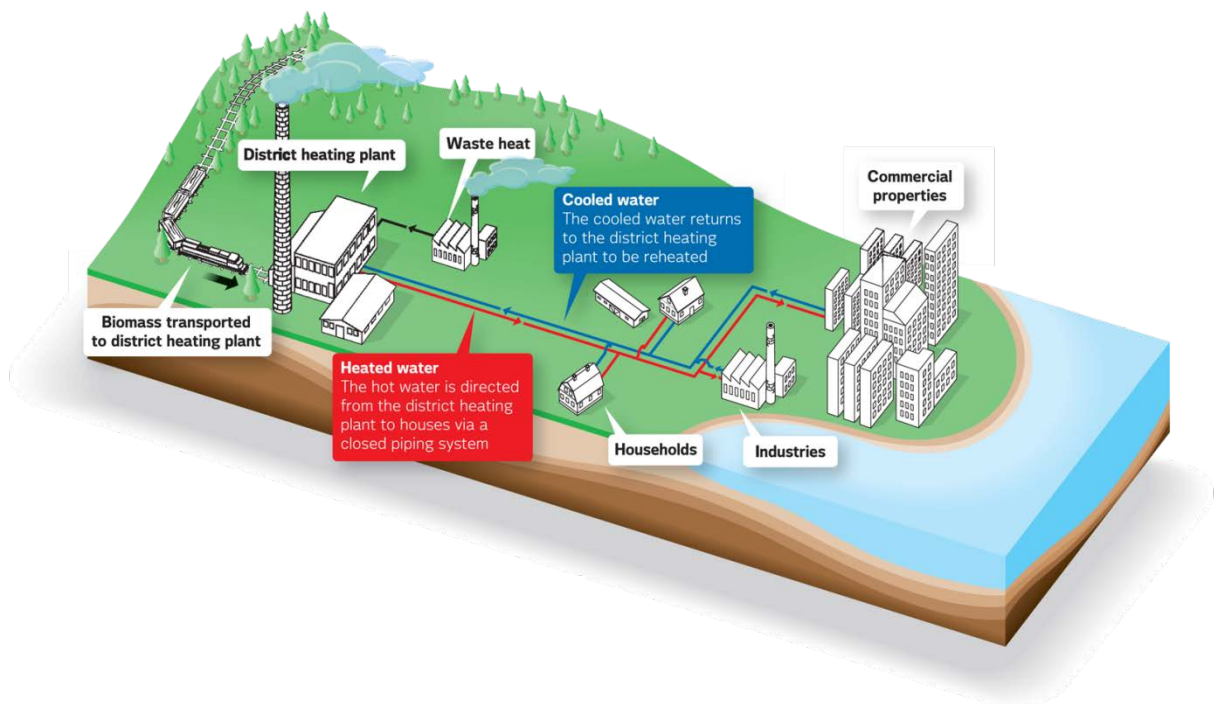 District heating plant
Waste heat
Commercial
properties
Cooled water
The cooled water returns
to the district heating
plant to be reheated
Biomass transported
to district heating plant
Heated water
The hot water is directed
from the district heating
plant to houses via a
closed piping system
Households
Industries